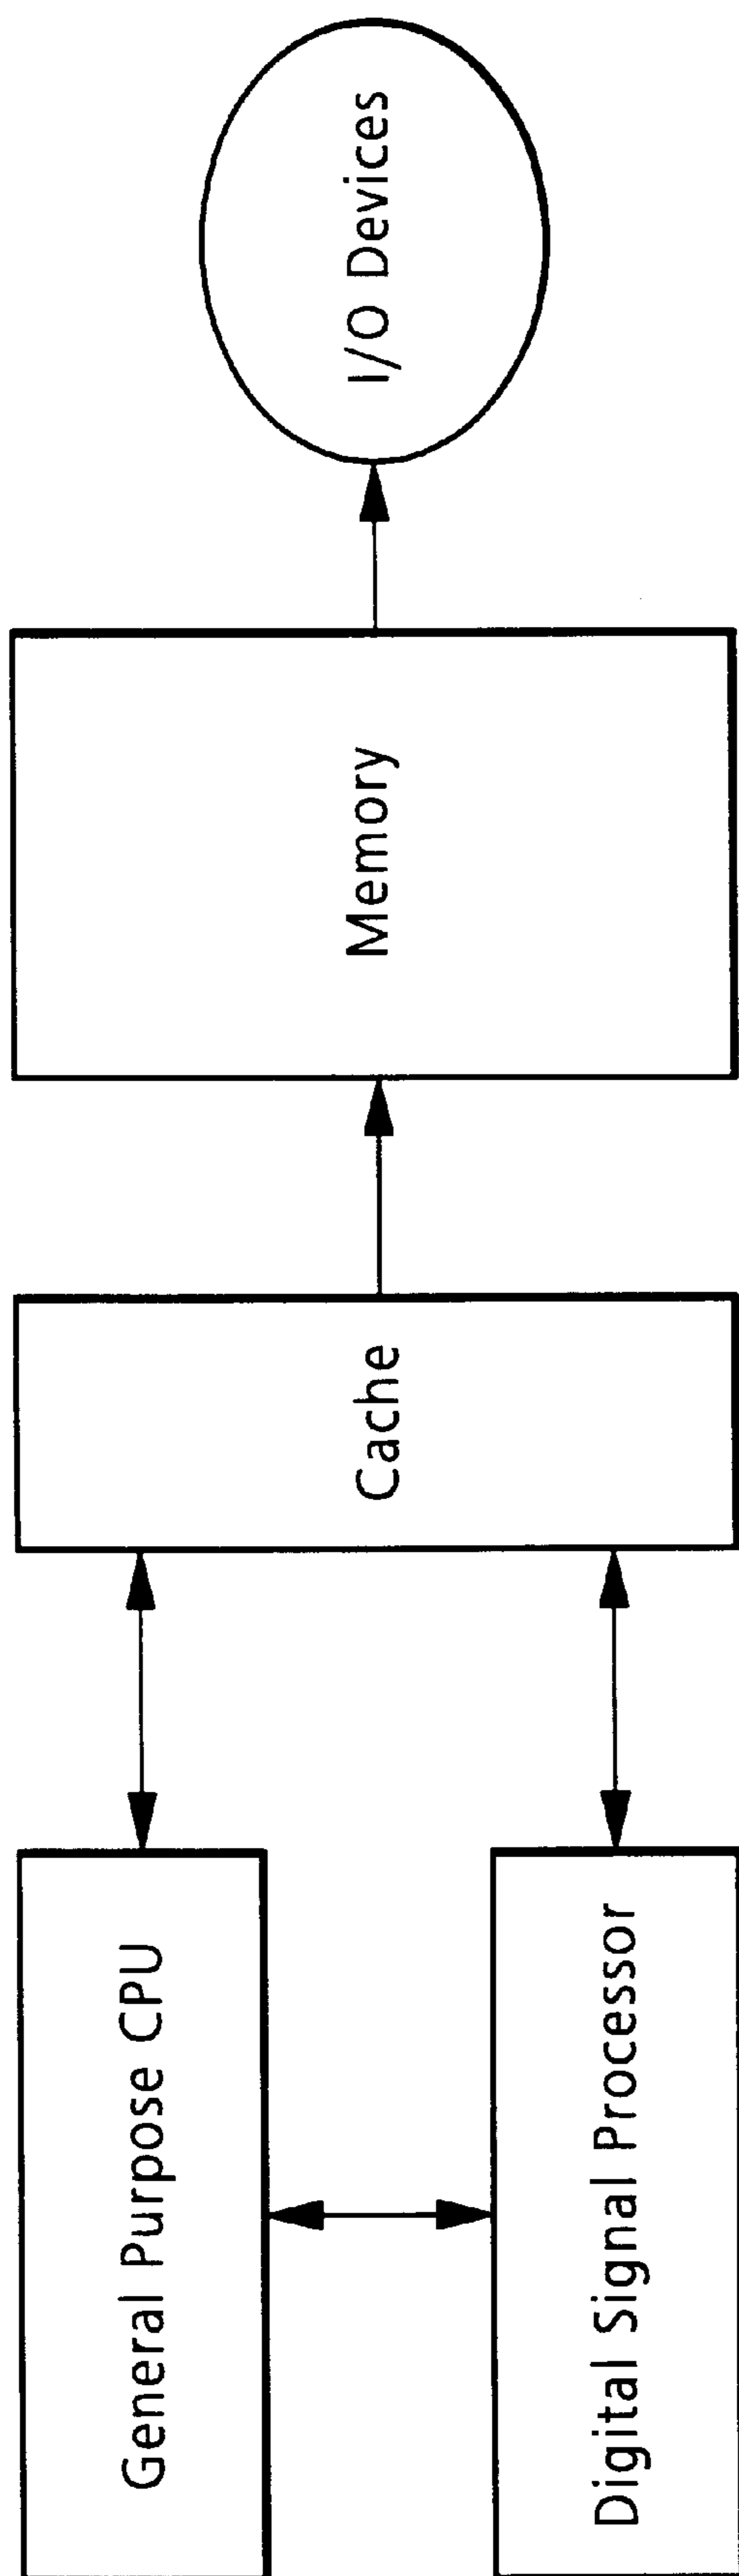 General Purpose CPU
Digital Signal Processor
Cache
Memory
I/O Devices